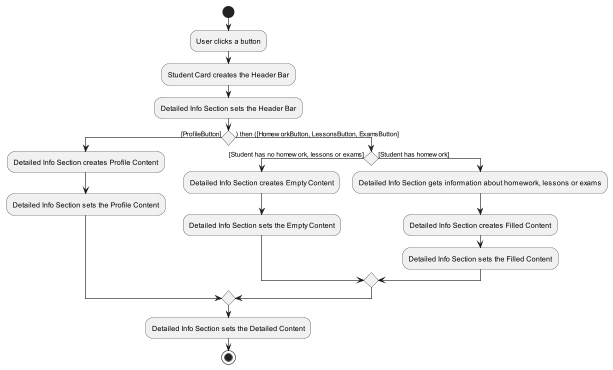 User clicks a button
Student Card creates the Header Bar
Detailed Info Section sets the Header Bar
[ProfileButton]
) then ([HomeworkButton, LessonsButton, ExamsButton]
Detailed Info Section creates Profile Content
Detailed Info Section sets the Profile Content
[Student has no homework, lessons or exams]
[Student has homework]
Detailed Info Section creates Empty Content
Detailed Info Section sets the Empty Content
Detailed Info Section gets information about homework, lessons or exams
Detailed Info Section creates Filled Content
Detailed Info Section sets the Filled Content
Detailed Info Section sets the Detailed Content